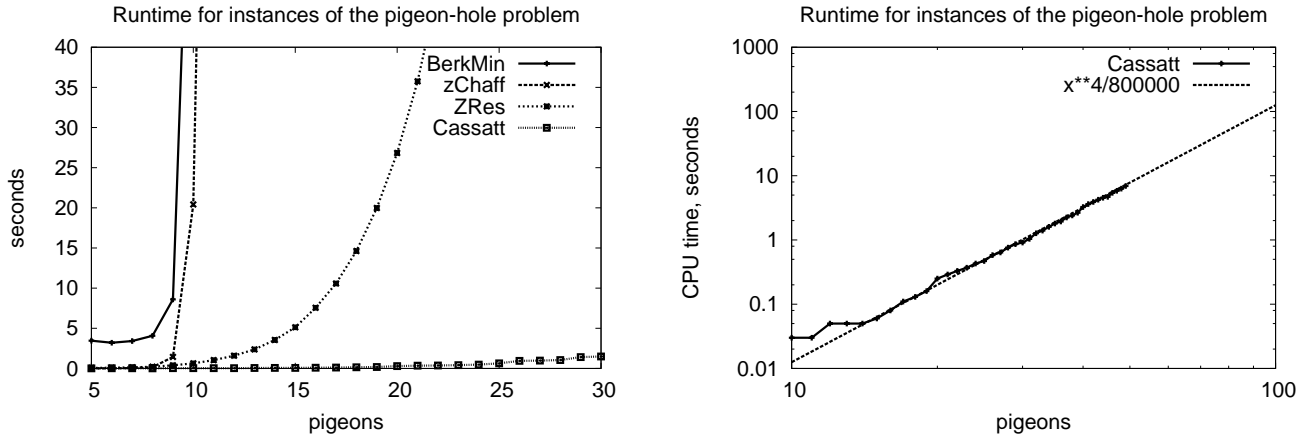 Runtime for instances of the pigeon-hole problem
40
35
30
25
20
15
10
5
0
seconds
BerkMin
zChaff
ZRes
Cassatt
5 10 15 20 25 30
pigeons
Runtime for instances of the pigeon-hole problem
1000
100
10
1
0.1
0.01
CPU time, seconds
Cassatt
x**4/800000
10 100
pigeons